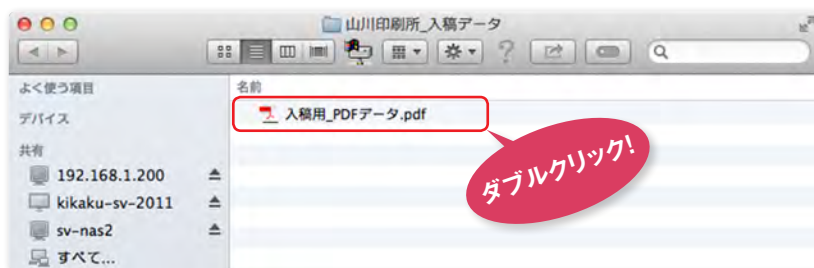 山川印刷所_入稿データ
よく使う項目
名前
入稿用_PDFデータ.pdf
デバイス
共有
192.168.1.200
kikaku-sv-2011
sv-nas2
すべて...
ダブルクリック!